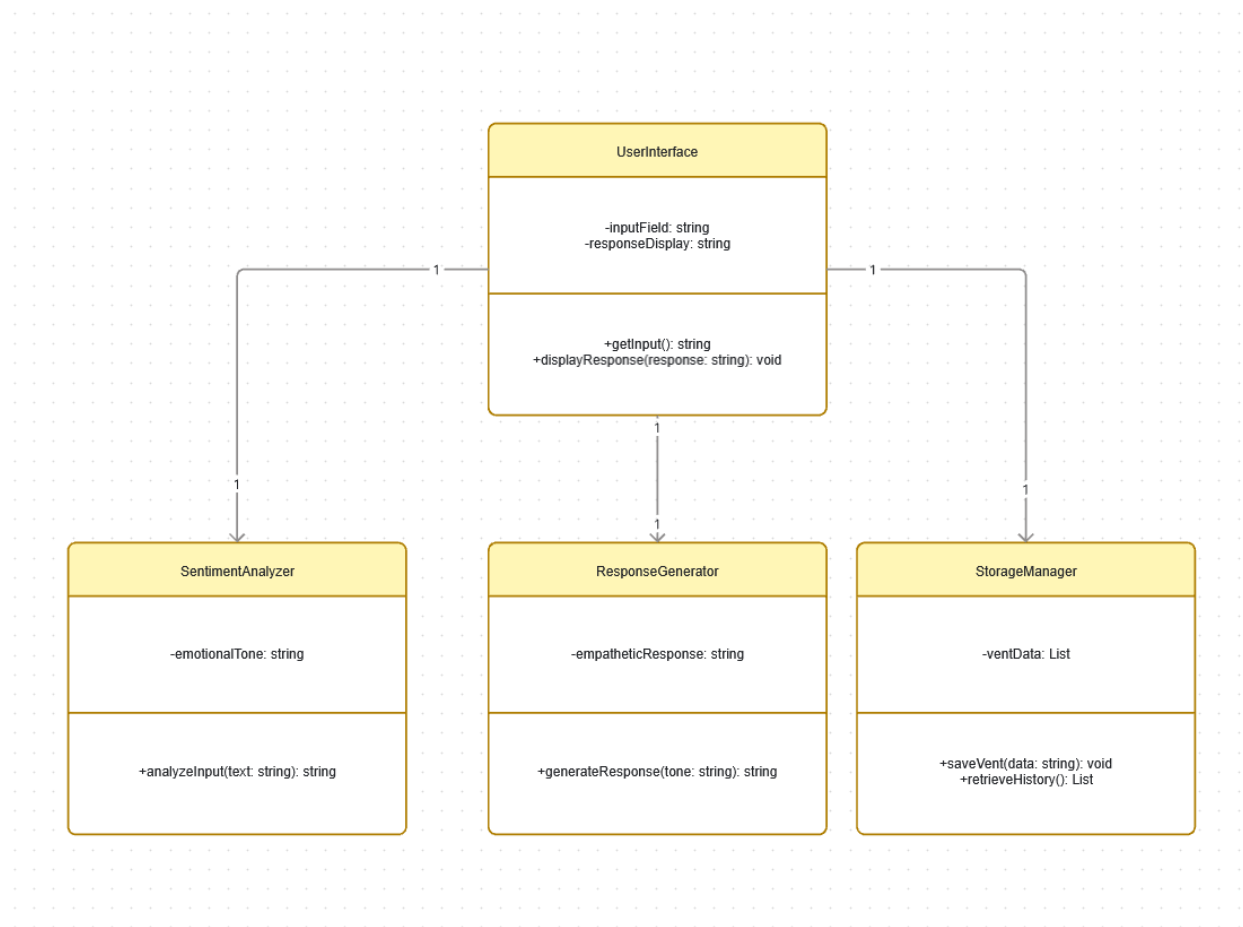 UserInterface
-inputField: string
-responseDisplay: string
1
1
+getInput(): string
+displayResponse(response: string): void
1
1
1
1
SentimentAnalyzer
-emotionalTone: string
+analyzeInput(text: string): string
ResponseGenerator
-empatheticResponse: string
+generateResponse(tone: string): string
StorageManager
-ventData: List
+saveVent(data: string): void
+retrieveHistory(): List